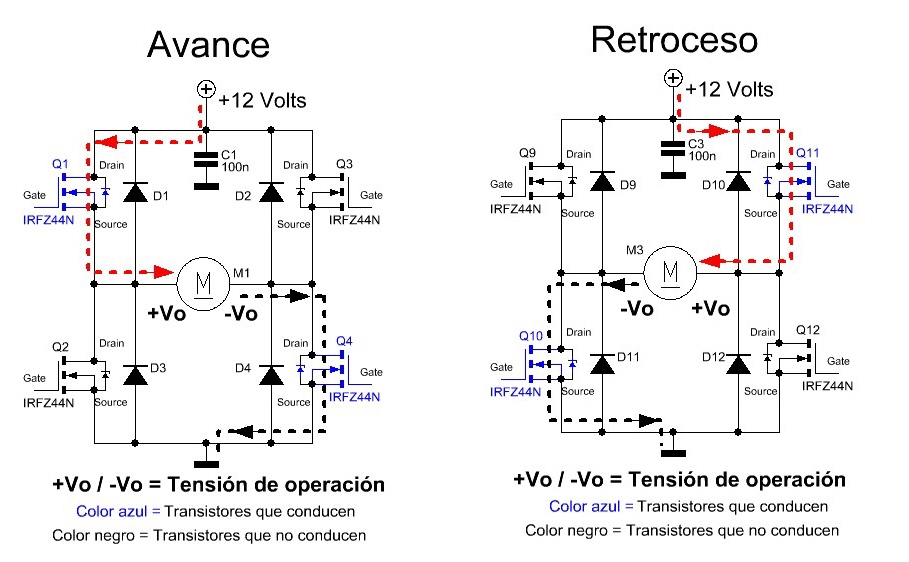 Avance
+12 Volts
C1
100n
Q1
Drain
Gate
IRFZ44N
Source
D1
D2
Drain
Q3
Gate
IRFZ44N
Source
M
M1
+Vo
-Vo
Q2
Drain
Gate
IRFZ44N
Source
D3
D4
Drain
Q4
Gate
IRFZ44N
Source
+Vo / -Vo = Tensión de operación
Color azul = Transistores que conducen
Color negro = Transistores que no conducen
Retroceso
+12 Volts
C3
100n
Q9
Drain
Gate
IRFZ44N
Source
D9
D10
Drain
Q11
Gate
IRFZ44N
Source
M3
M
-Vo
+Vo
Q10
Drain
Gate
IRFZ44N
Source
D11
D12
Drain
Q12
Gate
IRFZ44N
Source
+Vo / -Vo = Tensión de operación
Color azul = Transistores que conducen
Color negro = Transistores que no conducen